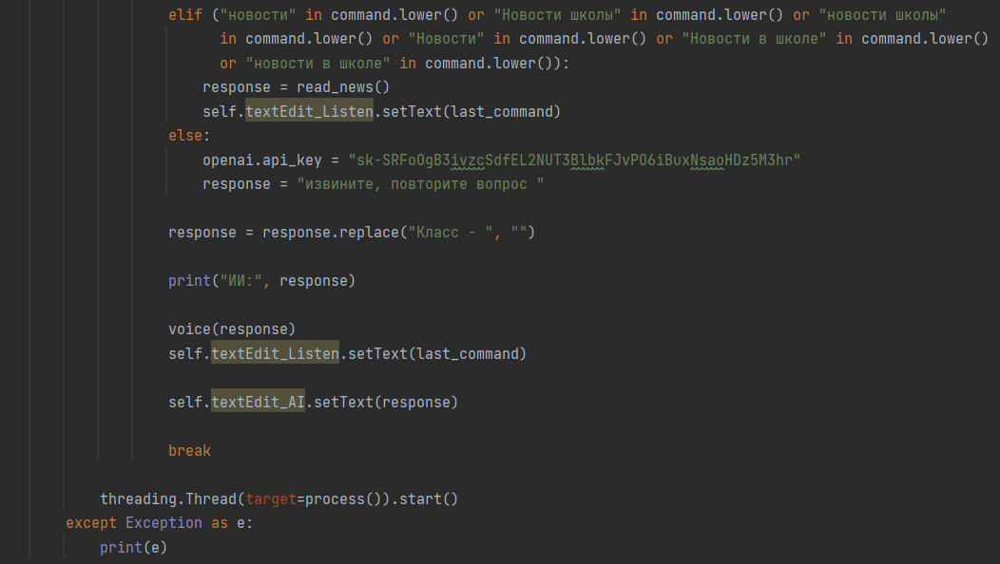 elif ("новости" in command.lower() or "Новости школы" in command.lower() or "новости школы"
in command.lower() or "Новости" in command.lower() or "Новости в школе" in command.lower()
or "новости в школе" in command.lower()):
response = read_news()
self.textEdit_Listen.setText(last_command)
else:
openai.api_key = "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"
response = "извините, повторите вопрос "
response = response.replace("Класс - ", "")
print("ИИ:", response)
voice(response)
self.textEdit_Listen.setText(last_command)
self.textEdit_AI.setText(response)
break
threading.Thread(target=process()).start()
except Exception as e:
print(e)